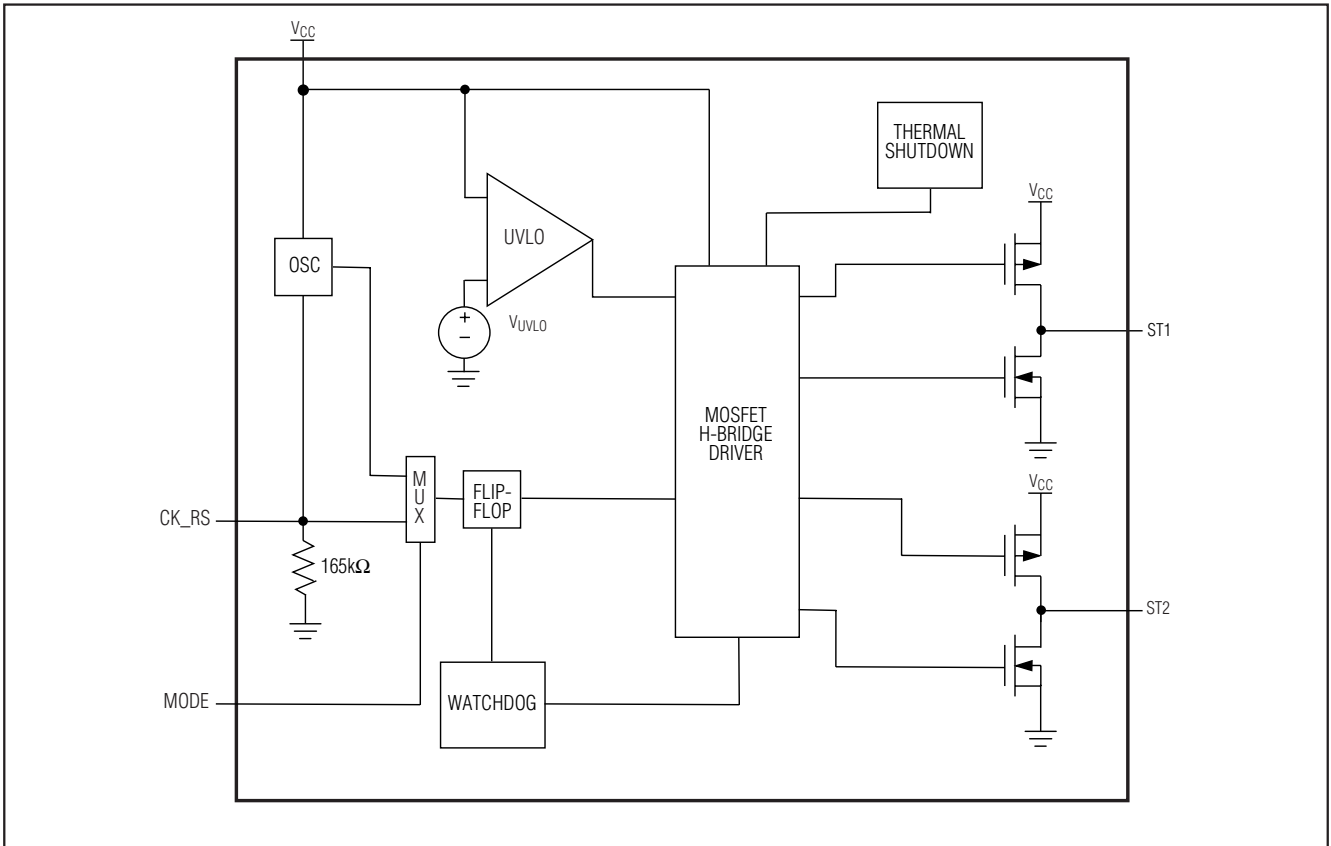 VCC
THERMAL
SHUTDOWN
VCC
UVLO
OSC
+
−
VUVLO
ST1
MOSFET
H-BRIDGE
DRIVER
MUX
FLIP-
FLOP
VCC
CK_RS
165kΩ
ST2
MODE
WATCHDOG